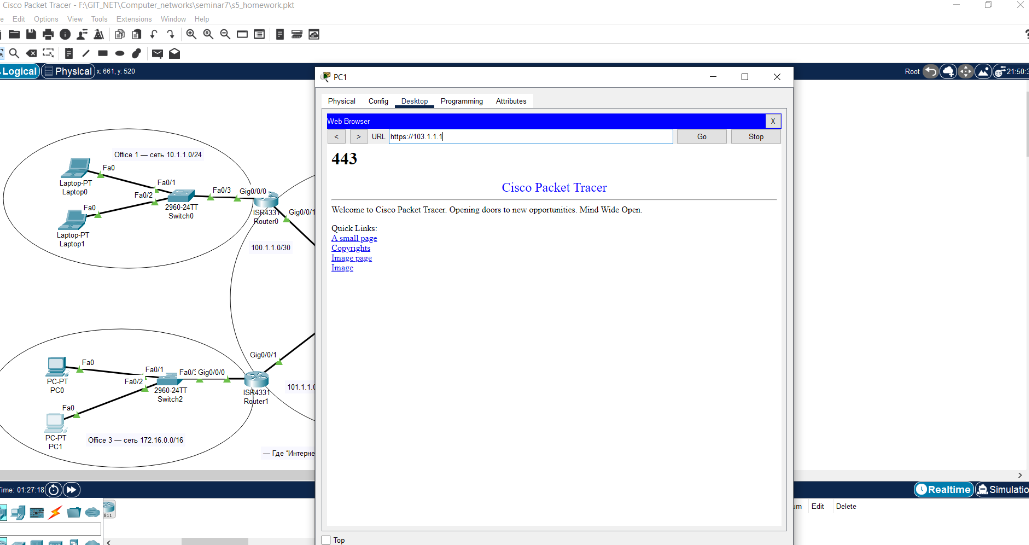 Cisco Packet Tracer - F:\GIT_NET\Computer_networks\seminar7\s5_homework.pkt
Edit Options View Tools Extensions Window Help
Logical Physical x: 661, y: 520
Root 21:50:
PC1
Physical Config Desktop Programming Attributes
Web Browser X
< > URL https://103.1.1.1 Go Stop
443
Cisco Packet Tracer
Welcome to Cisco Packet Tracer. Opening doors to new opportunities. Mind Wide Open.
Quick Links:
A small page
Copyrights
Image page
Image
Top
Office 1 — сеть 10.1.1.0/24
Fa0
Laptop-PT
Laptop0
Fa0/1
Fa0/2
Fa0/3
Gig0/0/0
2960-24TT
Switch0
ISR4331
Router0
Gig0/0/1
Fa0
Laptop-PT
Laptop1
100.1.1.0/30
Gig0/0/1
Fa0
PC-PT
PC0
Fa0/1
Fa0/3
Gig0/0/0
Fa0/2
2960-24TT
Switch2
ISR4331
Router1
101.1.1.0
Fa0
PC-PT
PC1
Office 3 — сеть 172.16.0.0/16
— Где "Интерне
Time: 01:27:18
Realtime Simulatio
Edit Delete